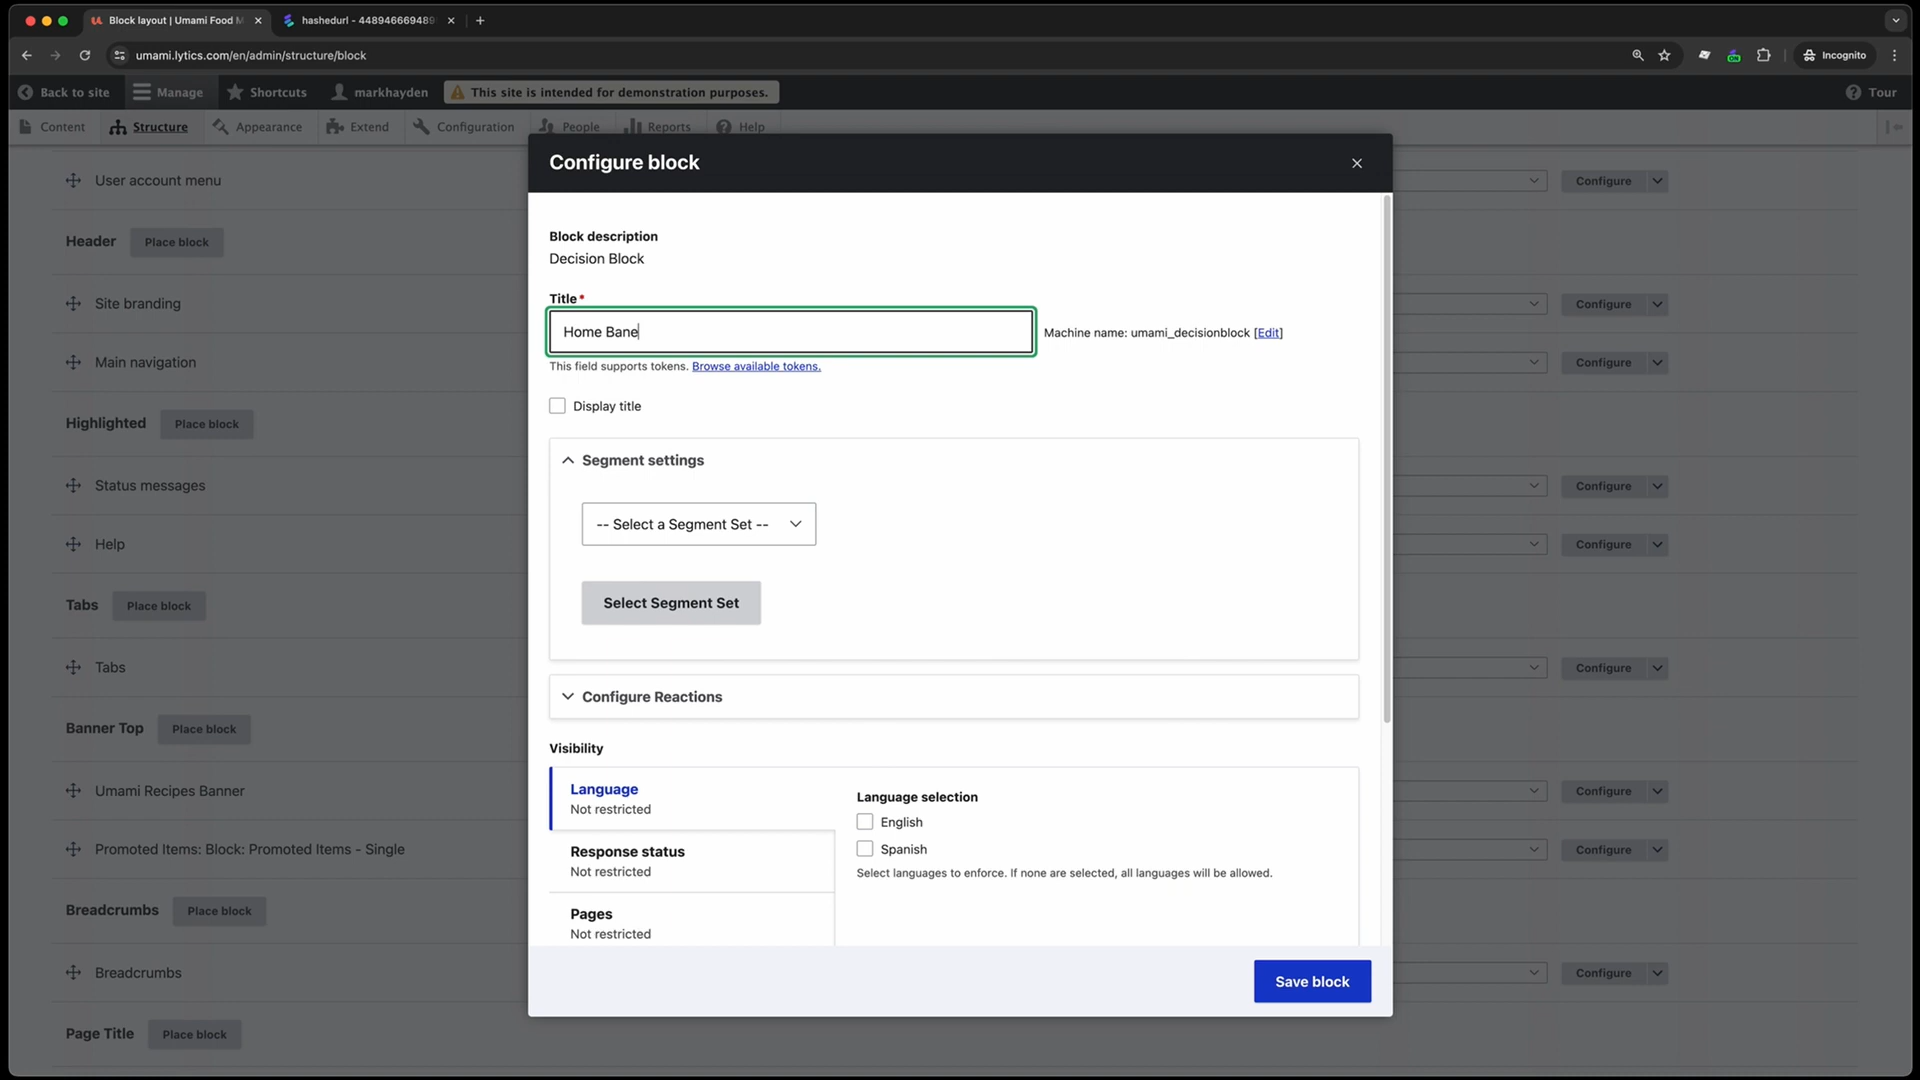 Block layout | Umami Food M
hashedurl - 448946669489
umami.lytics.com/en/admin/structure/block
Incognito
Back to site
Manage
Shortcuts
markhayden
This site is intended for demonstration purposes.
Tour
Content
Structure
Appearance
Extend
Configuration
People
Reports
Help
User account menu
Configure
Header
Place block
Site branding
Configure
Main navigation
Configure
Highlighted
Place block
Status messages
Configure
Help
Configure
Tabs
Place block
Tabs
Configure
Banner Top
Place block
Umami Recipes Banner
Configure
Promoted Items: Block: Promoted Items - Single
Configure
Breadcrumbs
Place block
Breadcrumbs
Configure
Page Title
Place block
Configure block
Block description
Decision Block
Title*
Home Bane
Machine name: umami_decisionblock [Edit]
This field supports tokens. Browse available tokens.
Display title
Segment settings
-- Select a Segment Set --
Select Segment Set
Configure Reactions
Visibility
Language
Not restricted
Response status
Not restricted
Pages
Not restricted
Language selection
English
Spanish
Select languages to enforce. If none are selected, all languages will be allowed.
Save block